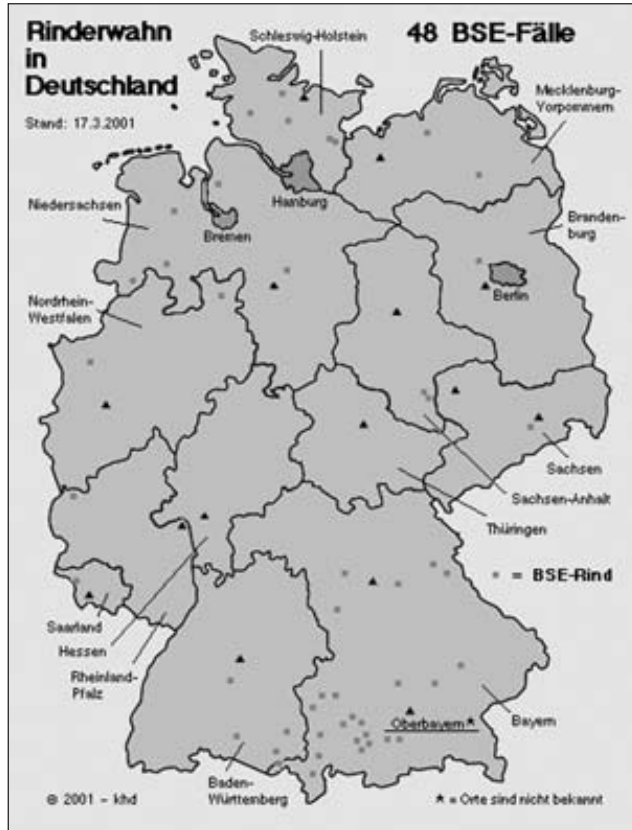 Rinderwahn
in
Deutschland
Stand: 17.3.2001
48 BSE-Fälle
Schleswig-Holstein
Mecklenburg-
Vorpommern
Hamburg
Niedersachsen
Bremen
Branden-
burg
Berlin
Nordrhein-
Westfalen
Sachsen
Sachsen-Anhalt
Thüringen
= BSE-Rind
Saarland
Hessen
Rheinland-
Pfalz
Oberbayern*
Bayern
Baden-
Württemberg
© 2001 - khd
* = Orte sind nicht bekannt